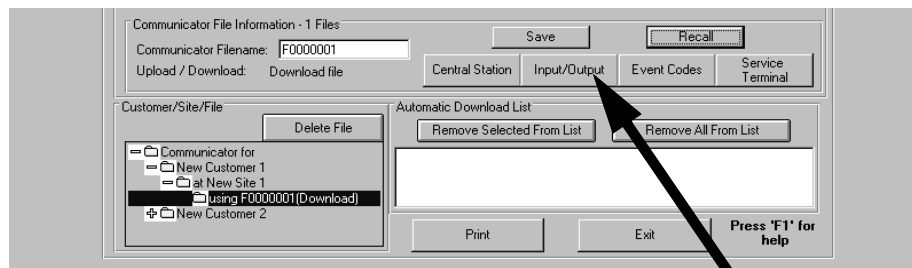 Communicator File Information - 1 Files
Communicator Filename: F0000001
Upload / Download: Download file
Save
Recall
Central Station
Input/Output
Event Codes
Service
Terminal
Customer/Site/File
Delete File
Communicator for
New Customer 1
at New Site 1
using F0000001(Download)
New Customer 2
Automatic Download List
Remove Selected From List
Remove All From List
Print
Exit
Press 'F1' for
help